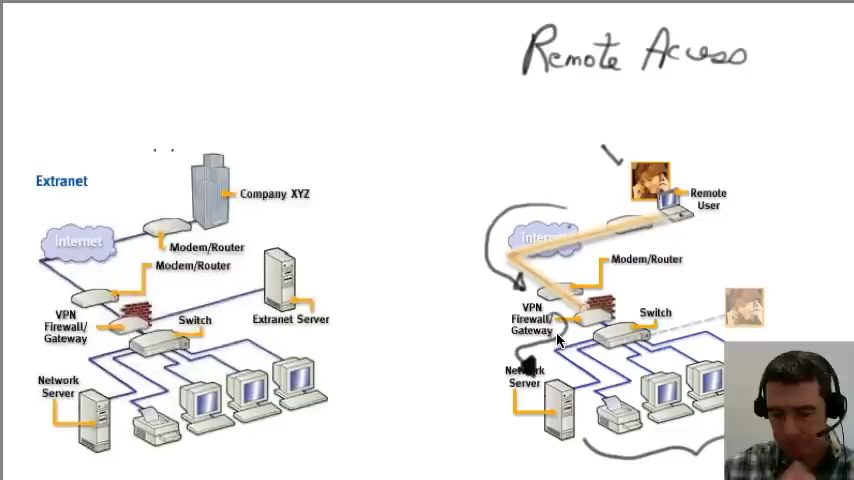 Remote Access
Extranet
Company XYZ
Internet
Modem/Router
Modem/Router
VPN
Firewall/
Gateway
Switch
Extranet Server
Network
Server
Remote
User
Internet
Modem/Router
VPN
Firewall/
Gateway
Switch
Network
Server